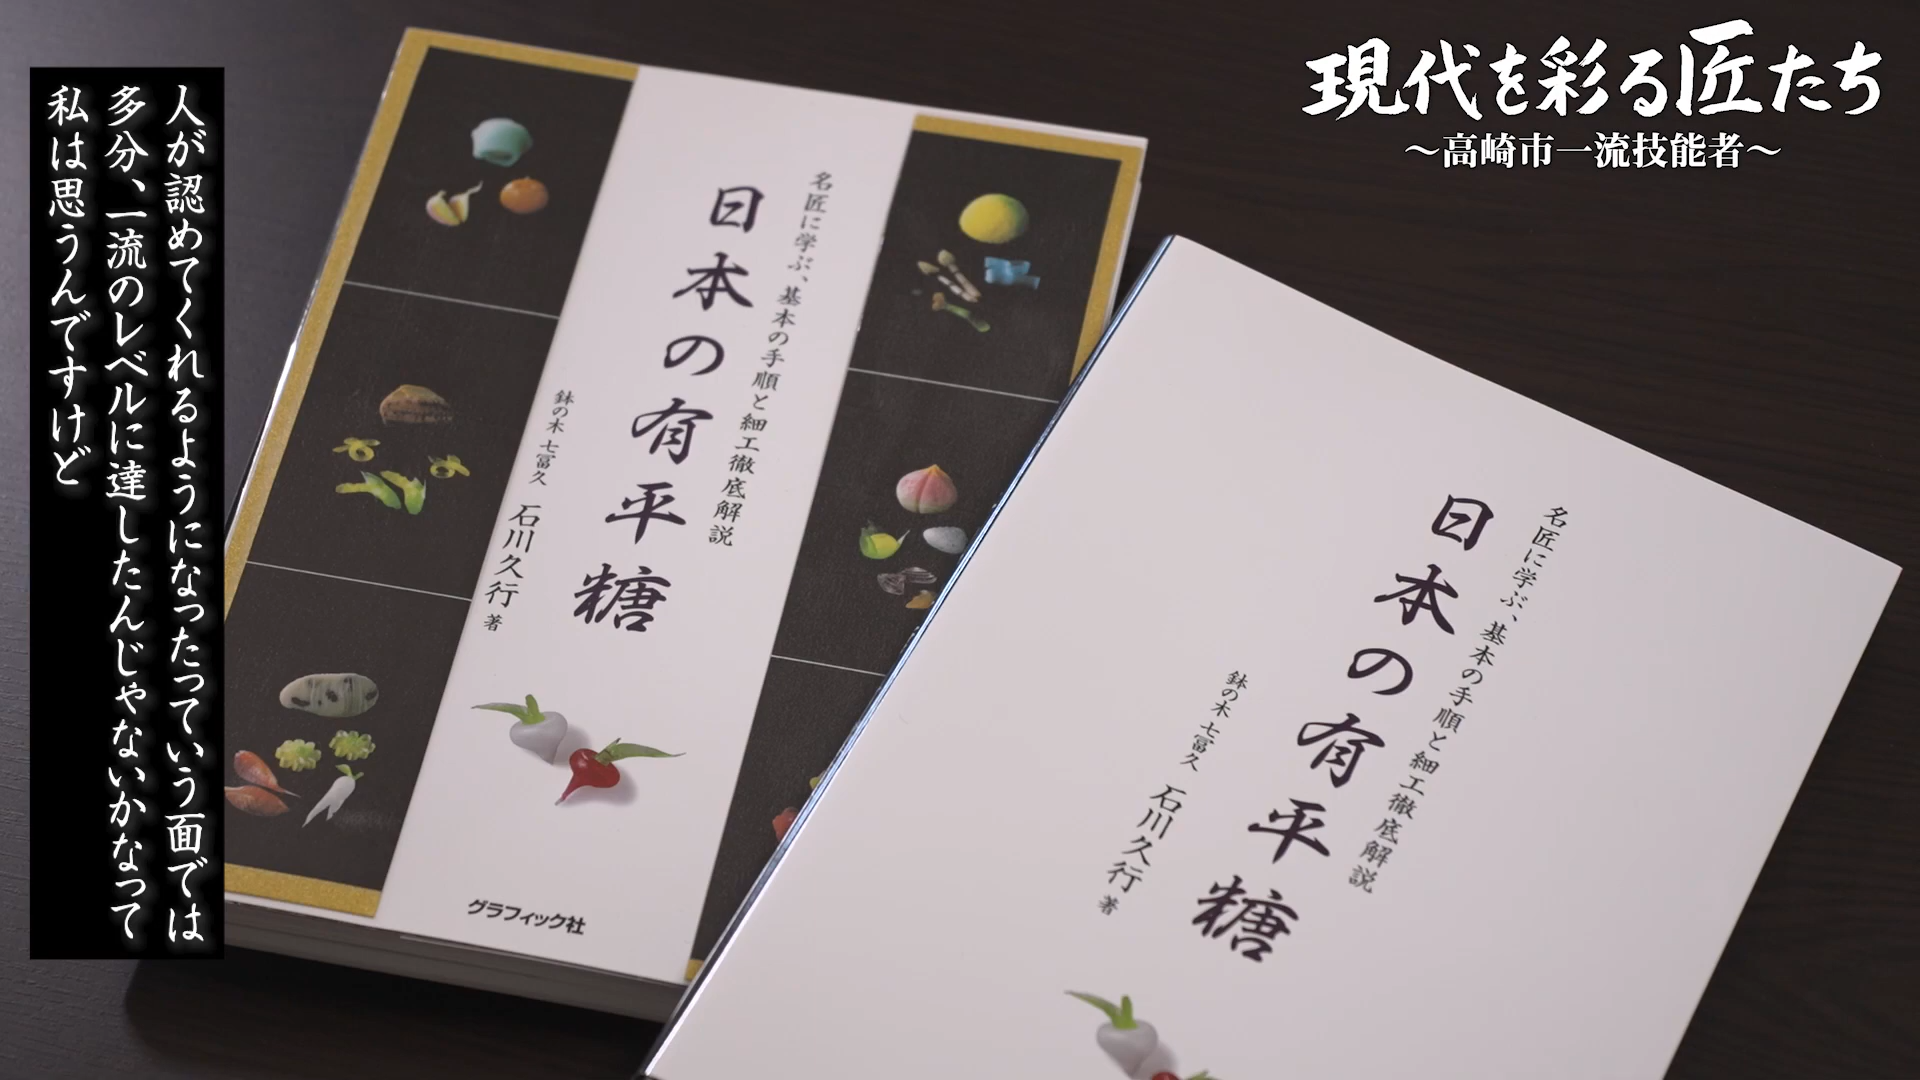 現代を彩る匠たち
～高崎市一流技能者～
人が認めてくれるようになったっていう面では
多分、一流のレベルに達したんじゃないかなって
私は思うんですけど
名匠に学ぶ、基本の手順と細工徹底解説
日本の有平糖
鉢の木 七冨久 石川久行 著
グラフィック社
名匠に学ぶ、基本の手順と細工徹底解説
日本の有平糖
鉢の木 七冨久 石川久行 著